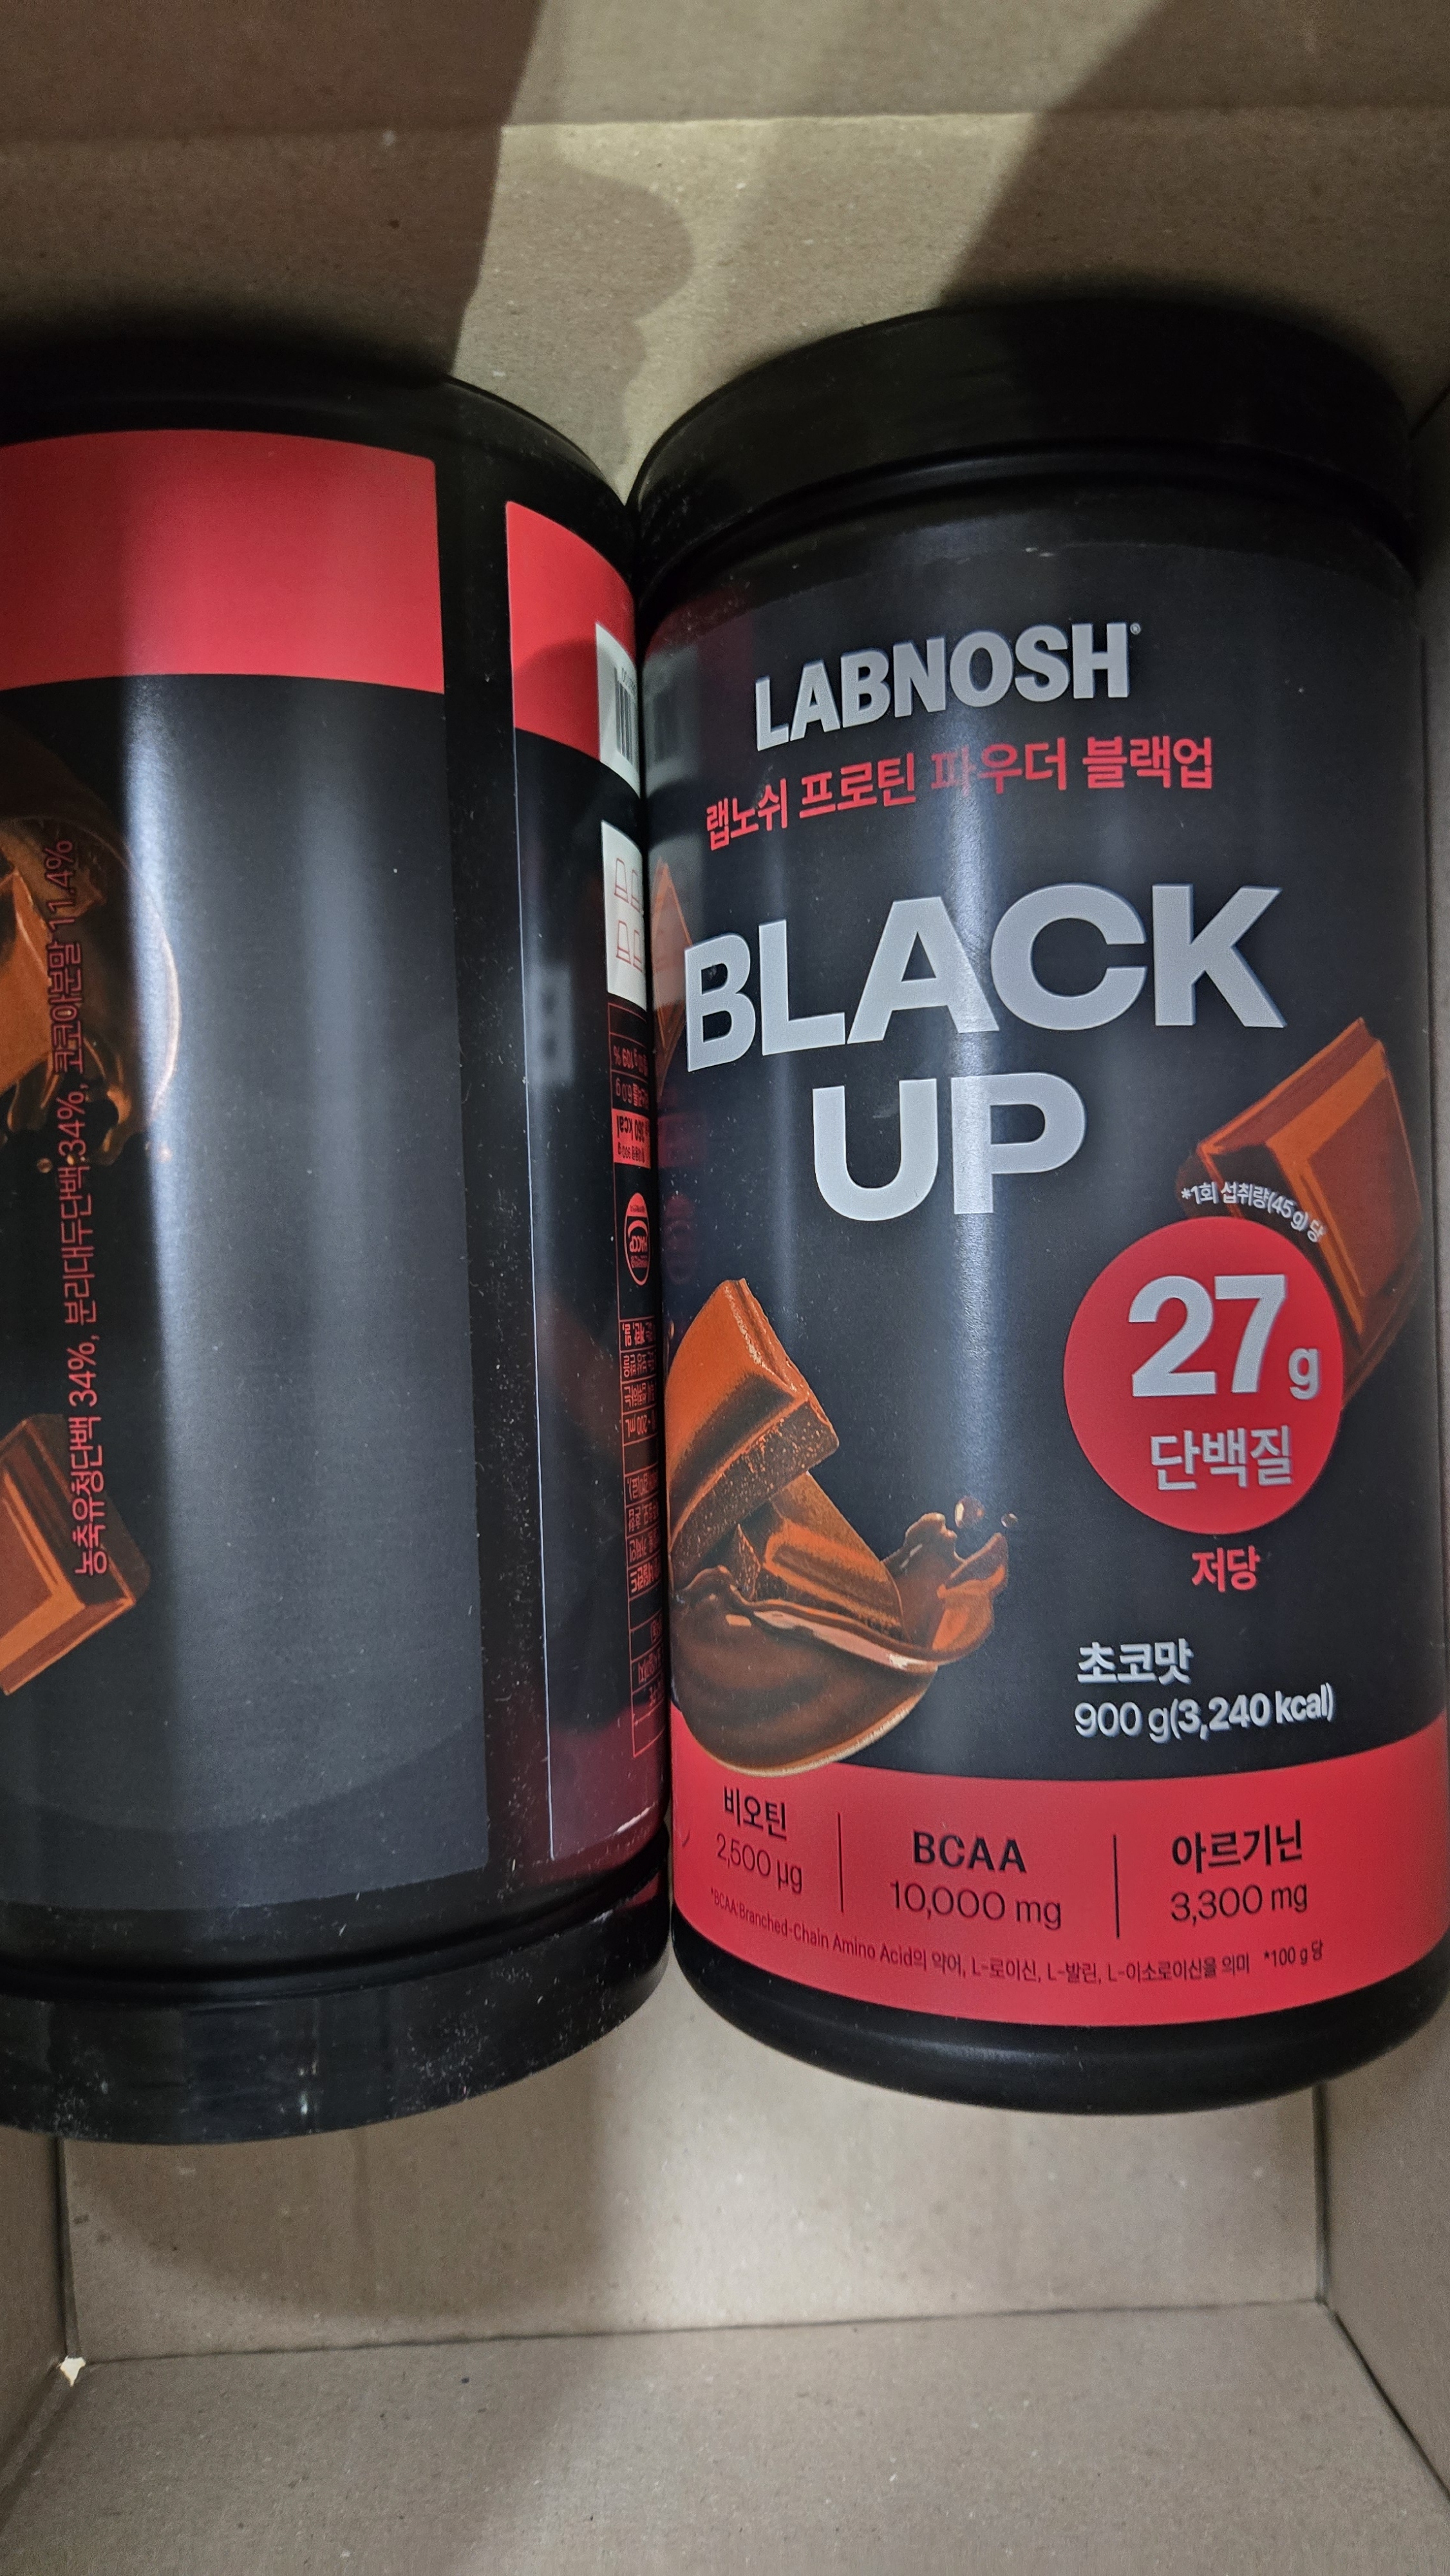 농축유청단백 34%, 분리대두단백 34%, 코코아분말 11.4%
LABNOSH
랩노쉬 프로틴 파우더 블랙업
BLACK
UP
*1회 섭취량(45 g) 당
27 g
단백질
저당
초코맛
900 g(3,240 kcal)
비오틴
2,500 µg
BCAA
10,000 mg
아르기닌
3,300 mg
*BCAA:Branched-Chain Amino Acid의 약어, L-로이신, L-발린, L-이소로이신을 의미 *100 g 당